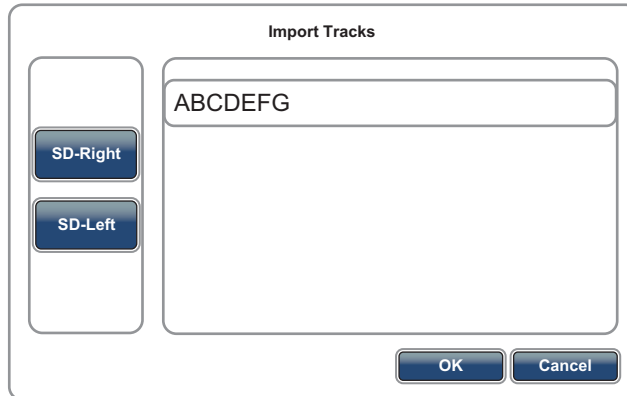 Import Tracks
ABCDEFG
SD-Right
SD-Left
OK
Cancel